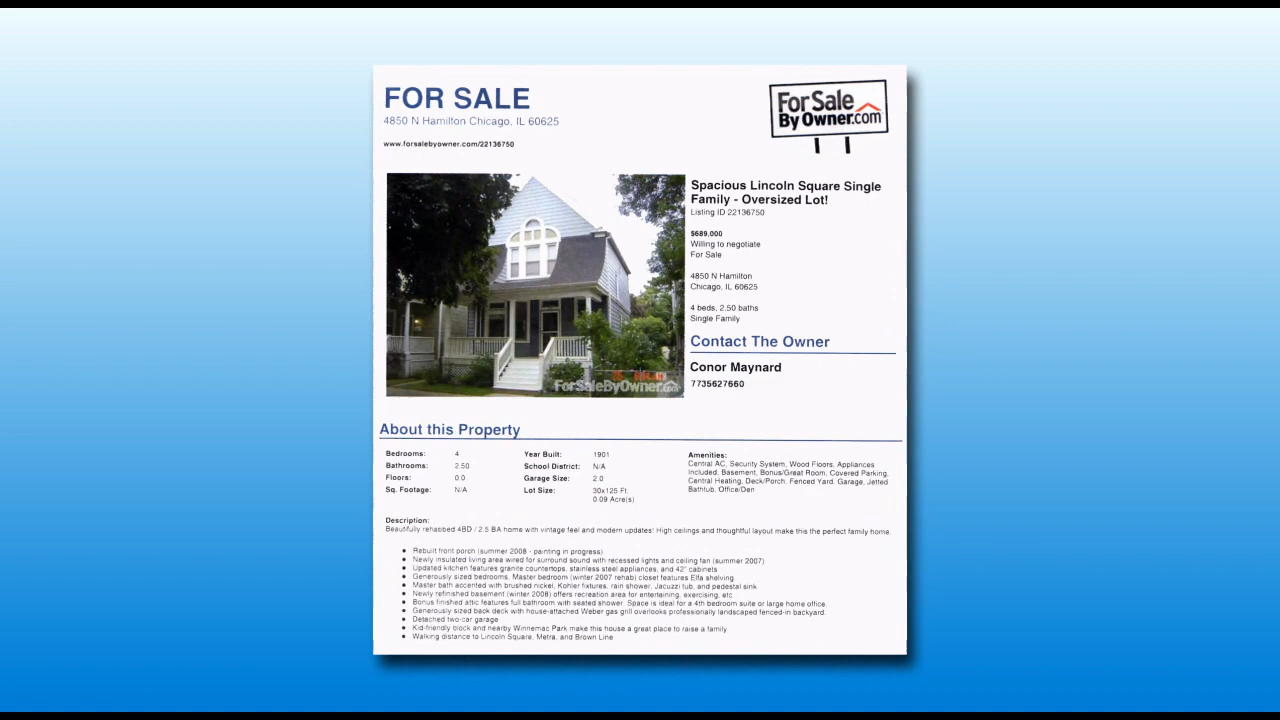 FOR SALE
4850 N Hamilton Chicago, IL 60625
www.forsalebyowner.com/22136750
For Sale
By Owner.com
Spacious Lincoln Square Single
Family - Oversized Lot!
Listing ID 22136750
$689,000
Willing to negotiate
For Sale
4850 N Hamilton
Chicago, IL 60625
4 beds, 2.50 baths
Single Family
Contact The Owner
Conor Maynard
7735627660
ForSaleByOwner.com
About this Property
Bedrooms: 4
Bathrooms: 2.50
Floors: 0.0
Sq. Footage: N/A
Year Built: 1901
School District: N/A
Garage Size: 2.0
Lot Size: 30x125 Ft.
0.09 Acre(s)
Amenities:
Central AC, Security System, Wood Floors, Appliances
Included, Basement, Bonus/Great Room, Covered Parking,
Central Heating, Deck/Porch, Fenced Yard, Garage, Jetted
Bathtub, Office/Den
Description:
Beautifully rehabbed 4BD / 2.5 BA home with vintage feel and modern updates! High ceilings and thoughtful layout make this the perfect family home.
● Rebuilt front porch (summer 2008 - painting in progress)
● Newly insulated living area wired for surround sound with recessed lights and ceiling fan (summer 2007)
● Updated kitchen features granite countertops, stainless steel appliances, and 42" cabinets
● Generously sized bedrooms. Master bedroom (winter 2007 rehab) closet features Elfa shelving
● Master bath accented with brushed nickel, Kohler fixtures, rain shower, Jacuzzi tub, and pedestal sink
● Newly refinished basement (winter 2008) offers recreation area for entertaining, exercising, etc
● Bonus finished attic features full bathroom with seated shower. Space is ideal for a 4th bedroom suite or large home office.
● Generously sized back deck with house-attached Weber gas grill overlooks professionally landscaped fenced-in backyard.
● Detached two-car garage
● Kid-friendly block and nearby Winnemac Park make this house a great place to raise a family
● Walking distance to Lincoln Square, Metra, and Brown Line